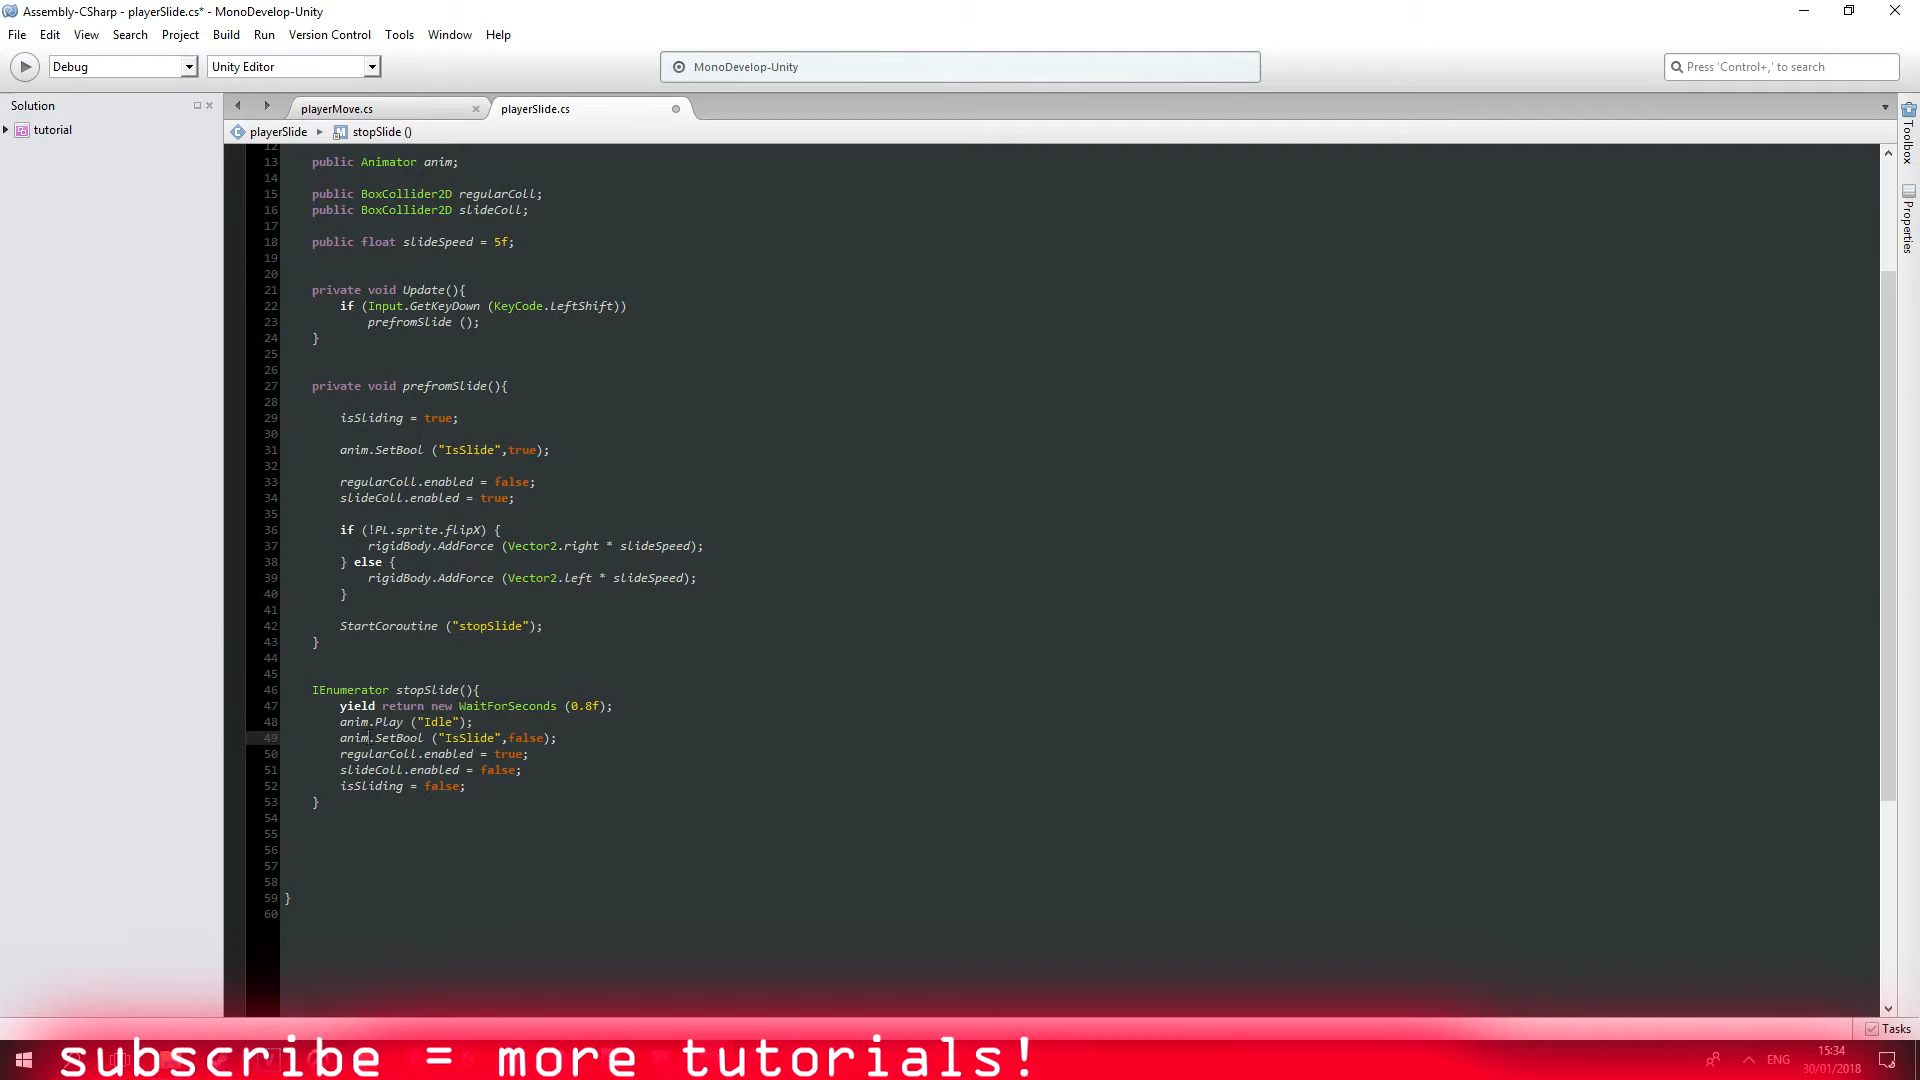 Assembly-CSharp - playerSlide.cs* - MonoDevelop-Unity
File Edit View Search Project Build Run Version Control Tools Window Help
Debug Unity Editor MonoDevelop-Unity Press 'Control+,' to search
Solution playerMove.cs playerSlide.cs
tutorial playerSlide stopSlide ()
Toolbox
Properties
12
13 public Animator anim;
14
15 public BoxCollider2D regularColl;
16 public BoxCollider2D slideColl;
17
18 public float slideSpeed = 5f;
19
20
21 private void Update(){
22 if (Input.GetKeyDown (KeyCode.LeftShift))
23 prefromSlide ();
24 }
25
26
27 private void prefromSlide(){
28
29 isSliding = true;
30
31 anim.SetBool ("IsSlide",true);
32
33 regularColl.enabled = false;
34 slideColl.enabled = true;
35
36 if (!PL.sprite.flipX) {
37 rigidBody.AddForce (Vector2.right * slideSpeed);
38 } else {
39 rigidBody.AddForce (Vector2.left * slideSpeed);
40 }
41
42 StartCoroutine ("stopSlide");
43 }
44
45
46 IEnumerator stopSlide(){
47 yield return new WaitForSeconds (0.8f);
48 anim.Play ("Idle");
49 anim.SetBool ("IsSlide",false);
50 regularColl.enabled = true;
51 slideColl.enabled = false;
52 isSliding = false;
53 }
54
55
56
57
58
59 }
60
Tasks
subscribe = more tutorials!
ENG 15:34
30/01/2018